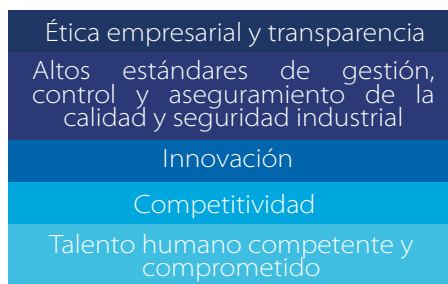 Ética empresarial y transparencia
Altos estándares de gestión,
control y aseguramiento de la
calidad y seguridad industrial
Innovación
Competitividad
Talento humano competente y
comprometido